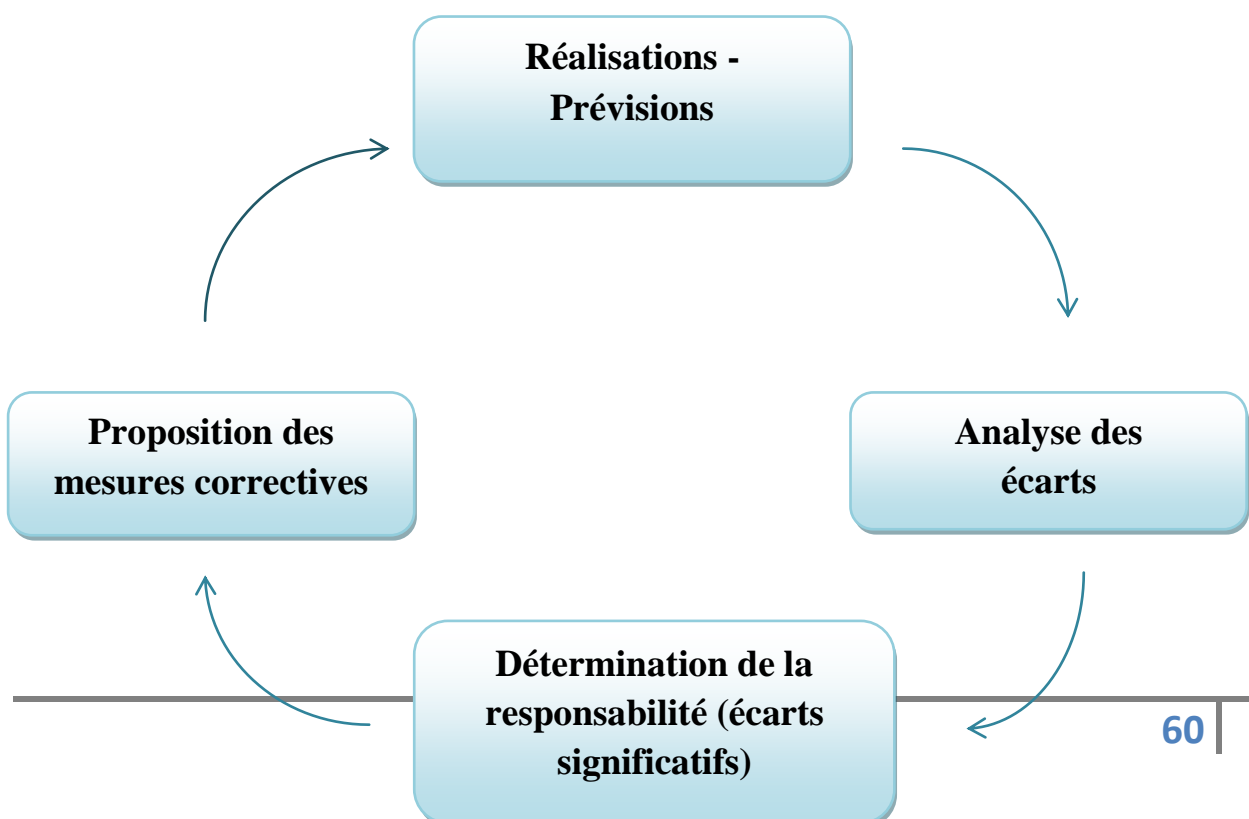 Réalisations -
Prévisions
Proposition des
mesures correctives
Analyse des
écarts
Détermination de la
responsabilité (écarts
significatifs)
60